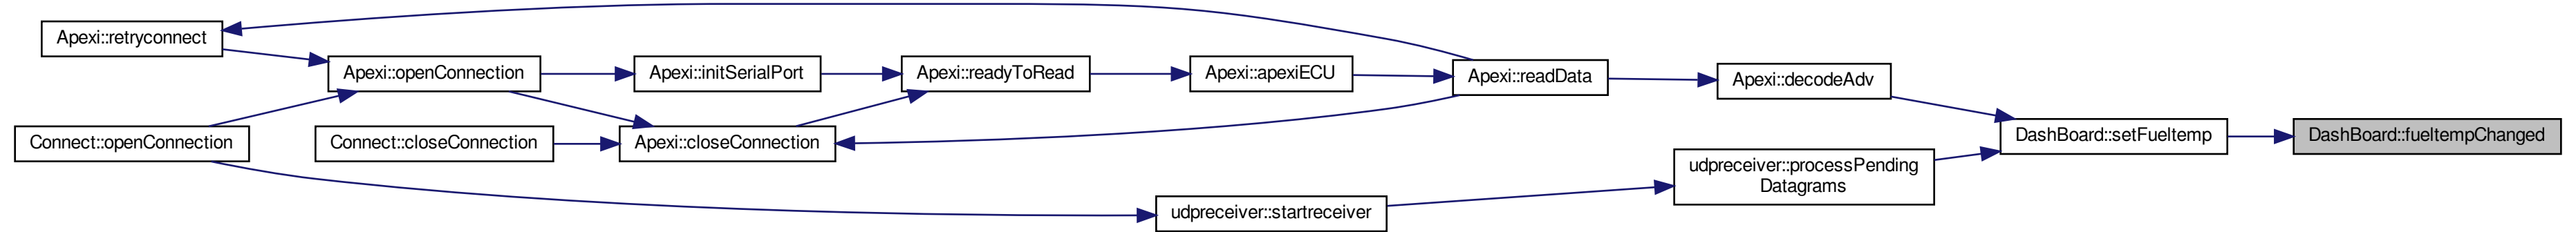 Apexi::retryconnect
Apexi::openConnection
Apexi::initSerialPort
Apexi::readyToRead
Apexi::apexiECU
Apexi::readData
Apexi::decodeAdv
Connect::openConnection
Connect::closeConnection
Apexi::closeConnection
DashBoard::setFueltemp
DashBoard::fueltempChanged
udpreceiver::processPending
Datagrams
udpreceiver::startreceiver